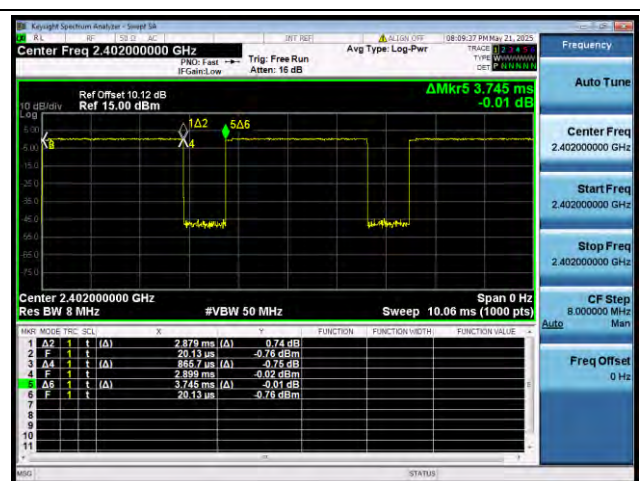 Keysight Spectrum Analyzer - Swept SA
RL RF 50 Ω AC INT REF ALIGN OFF 08:09:37 PM May 21, 2025
Center Freq 2.402000000 GHz
PNO: Fast
IFGain:Low
Trig: Free Run
Atten: 16 dB
Avg Type: Log-Pwr
TRACE 1 2 3 4 5 6
TYPE
DET P N N N N N
Ref Offset 10.12 dB
Ref 15.00 dBm
10 dB/div
Log
ΔMkr5 3.745 ms
-0.01 dB
1Δ2
5Δ6
4
5.00
-5.00
-75.0
Center 2.402000000 GHz
Res BW 8 MHz
#VBW 50 MHz
Span 0 Hz
Sweep 10.06 ms (1000 pts)
MKR MODE TRC SCL X Y FUNCTION FUNCTION WIDTH FUNCTION VALUE
1 Δ2 1 t (Δ) 2.879 ms (Δ) 0.74 dB
2 F 1 t 20.13 µs -0.76 dBm
3 Δ4 1 t (Δ) 865.7 µs (Δ) -0.75 dB
4 F 1 t 2.899 ms -0.02 dBm
5 Δ6 1 t (Δ) 3.745 ms (Δ) -0.01 dB
6 F 1 t 20.13 µs -0.76 dBm
7
8
9
10
11
MSG
STATUS
Frequency
Auto Tune
Center Freq
2.402000000 GHz
Start Freq
2.402000000 GHz
Stop Freq
2.402000000 GHz
CF Step
8.000000 MHz
Auto Man
Freq Offset
0 Hz